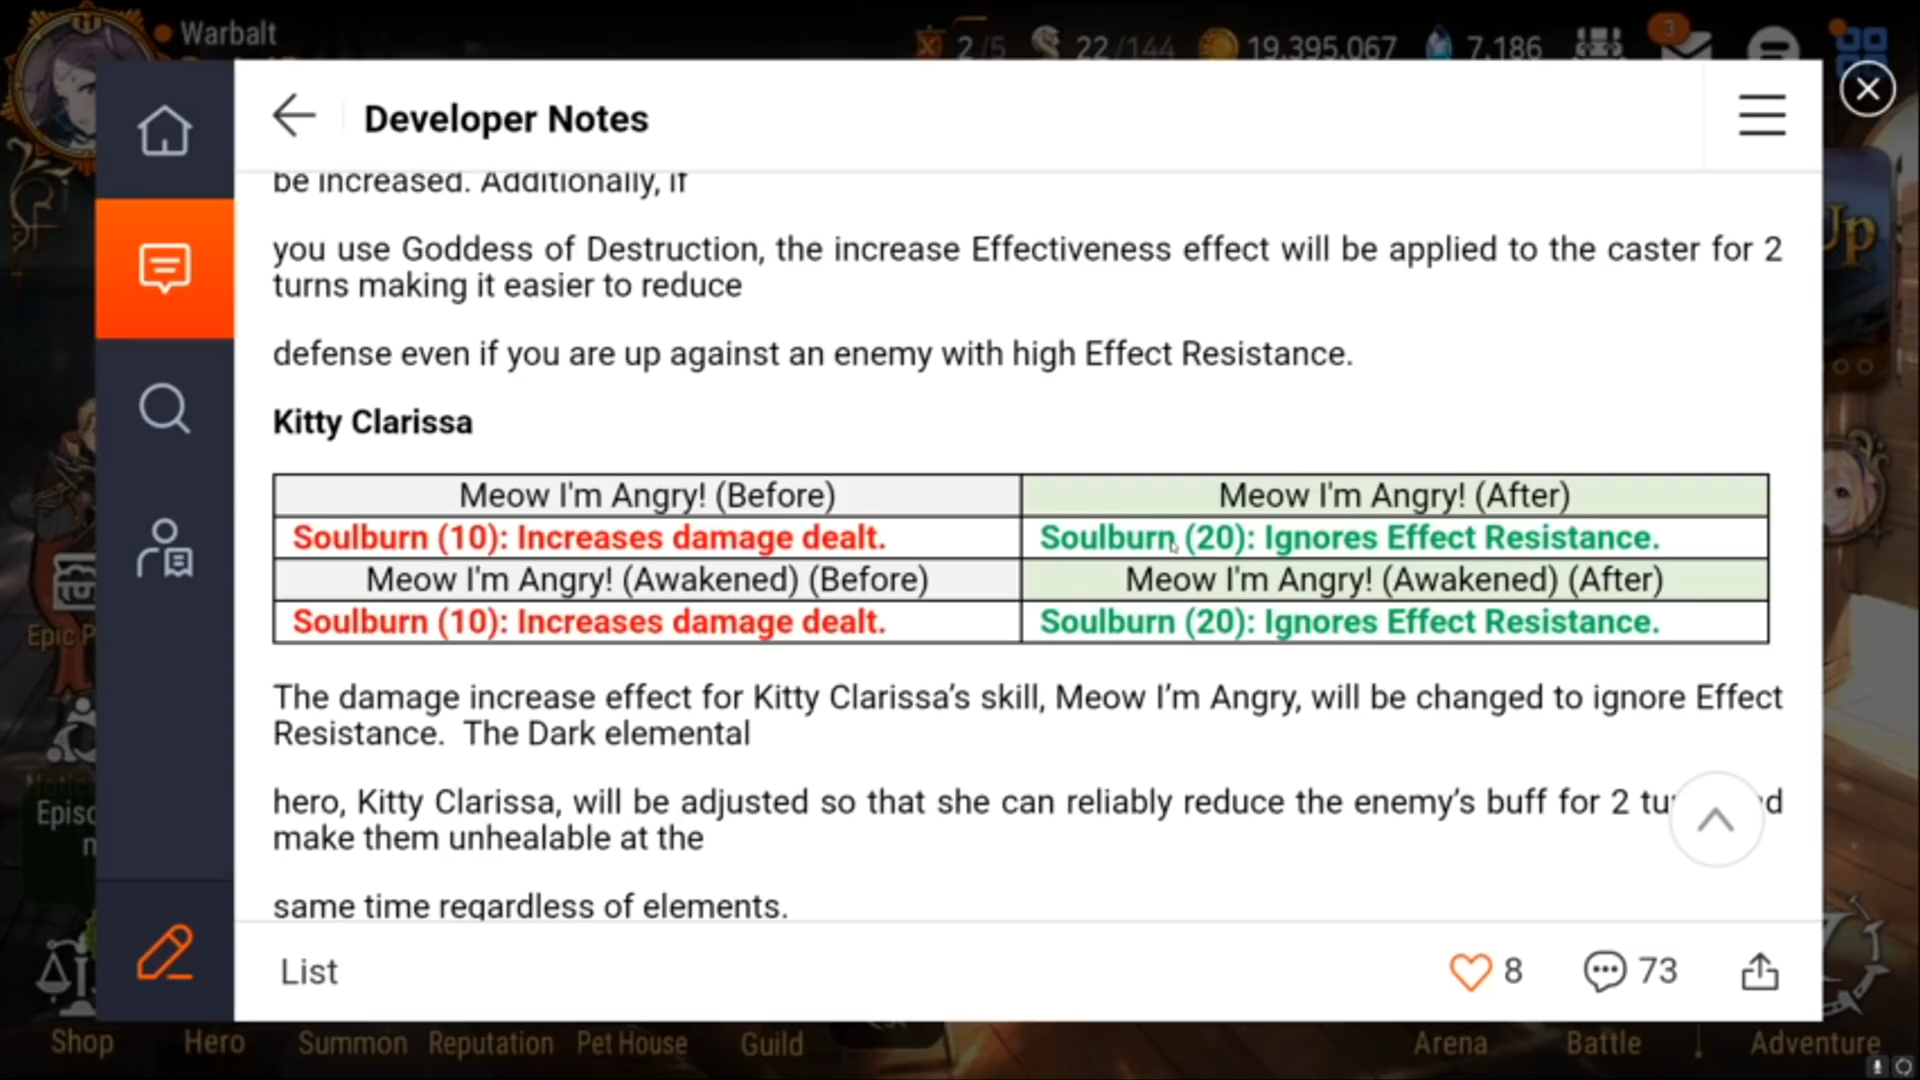 Warbalt
2/5 22/144 19,395,067 7,186 3
Developer Notes
be increased. Additionally, if
you use Goddess of Destruction, the increase Effectiveness effect will be applied to the caster for 2
turns making it easier to reduce
defense even if you are up against an enemy with high Effect Resistance.
Kitty Clarissa
Meow I'm Angry! (Before) Meow I'm Angry! (After)
Soulburn (10): Increases damage dealt. Soulburn (20): Ignores Effect Resistance.
Meow I'm Angry! (Awakened) (Before) Meow I'm Angry! (Awakened) (After)
Soulburn (10): Increases damage dealt. Soulburn (20): Ignores Effect Resistance.
The damage increase effect for Kitty Clarissa's skill, Meow I'm Angry, will be changed to ignore Effect
Resistance.  The Dark elemental
hero, Kitty Clarissa, will be adjusted so that she can reliably reduce the enemy's buff for 2 tu d
make them unhealable at the
same time regardless of elements.
List 8 73
Up
Epic P
Episo
Shop Hero Summon Reputation Pet House Guild Arena Battle Adventure